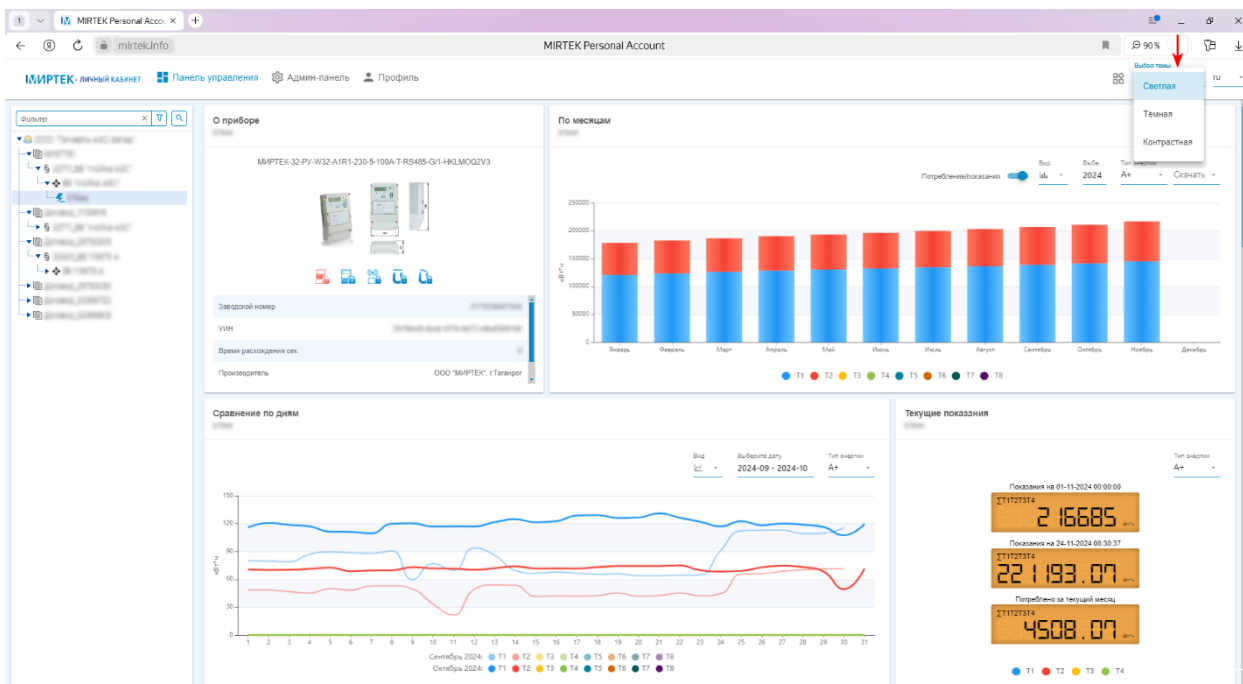 1
MIRTEK Personal Accou
mirtek.info
MIRTEK Personal Account
90 %
МИРТЕК - ЛИЧНЫЙ КАБИНЕТ
Панель управления
Админ-панель
Профиль
Выбор темы
ru
Светлая
Тёмная
Контрастная
Фильтр
О приборе
МИРТЕК-32-РУ-W32-A1R1-230-5-100A-T-RS485-G/1-HKLMOQ2V3
Заводской номер
УИН
Время расхождения сек
Производитель
ООО "МИРТЕК", г.Таганрог
По месяцам
Потребление/показания
Вид
Выбе...
2024
Тип энергии
A+
Скачать
250000
200000
150000
100000
50000
0
кВт*ч
Январь Февраль Март Апрель Май Июнь Июль Август Сентябрь Октябрь Ноябрь Декабрь
T1 T2 T3 T4 T5 T6 T7 T8
Сравнение по дням
Вид
Выберите дату
2024-09 - 2024-10
Тип энергии
A+
150
120
90
60
30
0
кВт*ч
1 2 3 4 5 6 7 8 9 10 11 12 13 14 15 16 17 18 19 20 21 22 23 24 25 26 27 28 29 30 31
Сентябрь 2024: T1 T2 T3 T4 T5 T6 T7 T8
Октябрь 2024: T1 T2 T3 T4 T5 T6 T7 T8
Текущие показания
Тип энергии
A+
Показания на 01-11-2024 00:00:00
∑T1T2T3T4
216685
Показания на 24-11-2024 08:30:37
∑T1T2T3T4
221193.07
Потреблено за текущий месяц
∑T1T2T3T4
4508.07
T1 T2 T3 T4